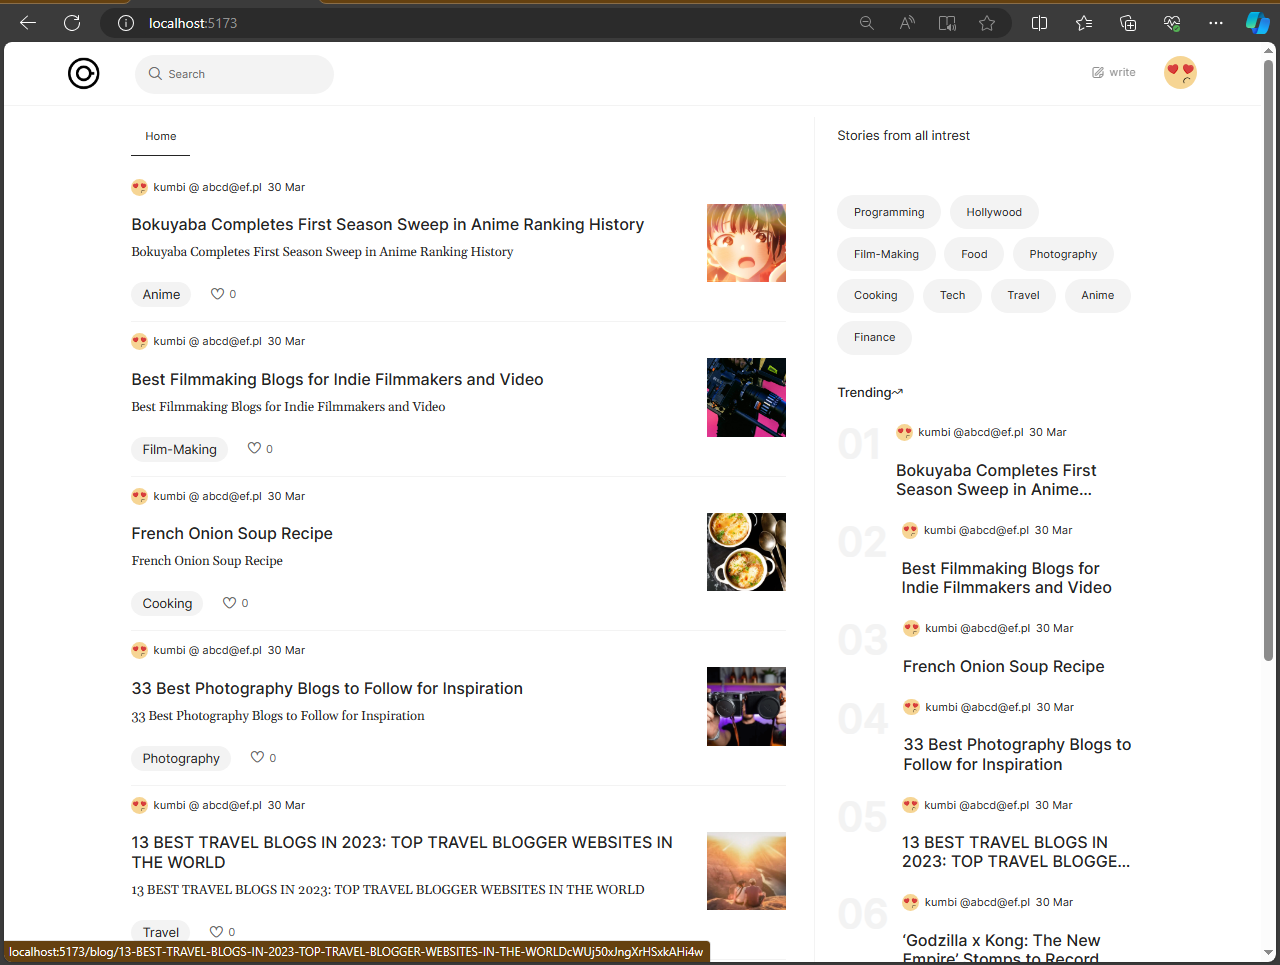 localhost:5173
Search
write
Home
kumbi @ abcd@ef.pl 30 Mar
Bokuyaba Completes First Season Sweep in Anime Ranking History
Bokuyaba Completes First Season Sweep in Anime Ranking History
Anime
0
kumbi @ abcd@ef.pl 30 Mar
Best Filmmaking Blogs for Indie Filmmakers and Video
Best Filmmaking Blogs for Indie Filmmakers and Video
Film-Making
0
kumbi @ abcd@ef.pl 30 Mar
French Onion Soup Recipe
French Onion Soup Recipe
Cooking
0
kumbi @ abcd@ef.pl 30 Mar
33 Best Photography Blogs to Follow for Inspiration
33 Best Photography Blogs to Follow for Inspiration
Photography
0
kumbi @ abcd@ef.pl 30 Mar
13 BEST TRAVEL BLOGS IN 2023: TOP TRAVEL BLOGGER WEBSITES IN
THE WORLD
13 BEST TRAVEL BLOGS IN 2023: TOP TRAVEL BLOGGER WEBSITES IN THE WORLD
Travel
0
Stories from all intrest
Programming
Hollywood
Film-Making
Food
Photography
Cooking
Tech
Travel
Anime
Finance
Trending
01
kumbi @abcd@ef.pl 30 Mar
Bokuyaba Completes First
Season Sweep in Anime...
02
kumbi @abcd@ef.pl 30 Mar
Best Filmmaking Blogs for
Indie Filmmakers and Video
03
kumbi @abcd@ef.pl 30 Mar
French Onion Soup Recipe
04
kumbi @abcd@ef.pl 30 Mar
33 Best Photography Blogs to
Follow for Inspiration
05
kumbi @abcd@ef.pl 30 Mar
13 BEST TRAVEL BLOGS IN
2023: TOP TRAVEL BLOGGE...
06
kumbi @abcd@ef.pl 30 Mar
‘Godzilla x Kong: The New
Empire’ Stomps to Record
localhost:5173/blog/13-BEST-TRAVEL-BLOGS-IN-2023-TOP-TRAVEL-BLOGGER-WEBSITES-IN-THE-WORLDcWUj50xJngXrHSxkAHi4w